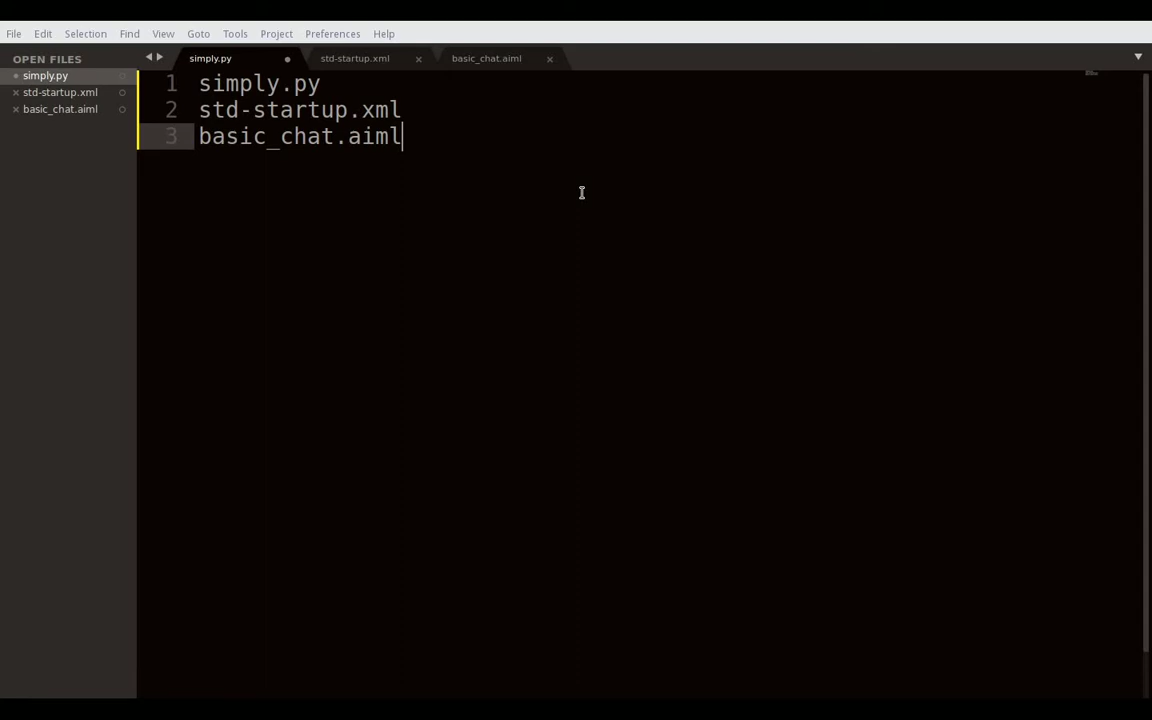 File Edit Selection Find View Goto Tools Project Preferences Help
OPEN FILES
simply.py
std-startup.xml
basic_chat.aiml
simply.py std-startup.xml basic_chat.aiml
1 simply.py
2 std-startup.xml
3 basic_chat.aiml